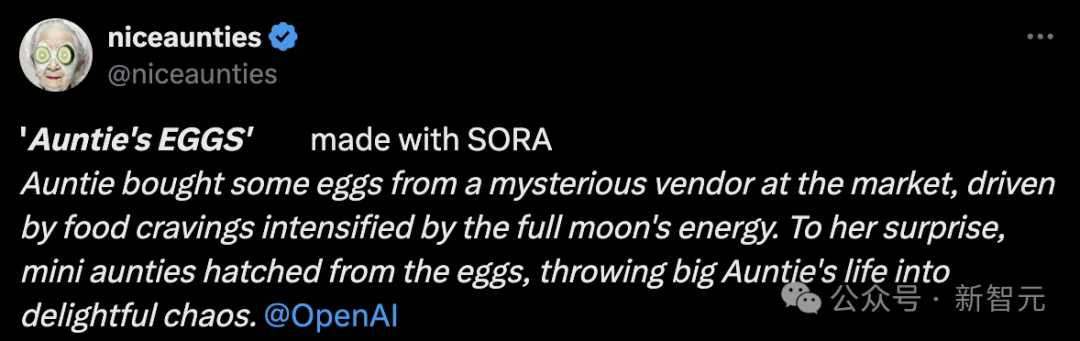 niceaunties
@niceaunties
'Auntie's EGGS' made with SORA
Auntie bought some eggs from a mysterious vendor at the market, driven
by food cravings intensified by the full moon's energy. To her surprise,
mini aunties hatched from the eggs, throwing big Auntie's life into
delightful chaos. @OpenAI
公众号 · 新智元